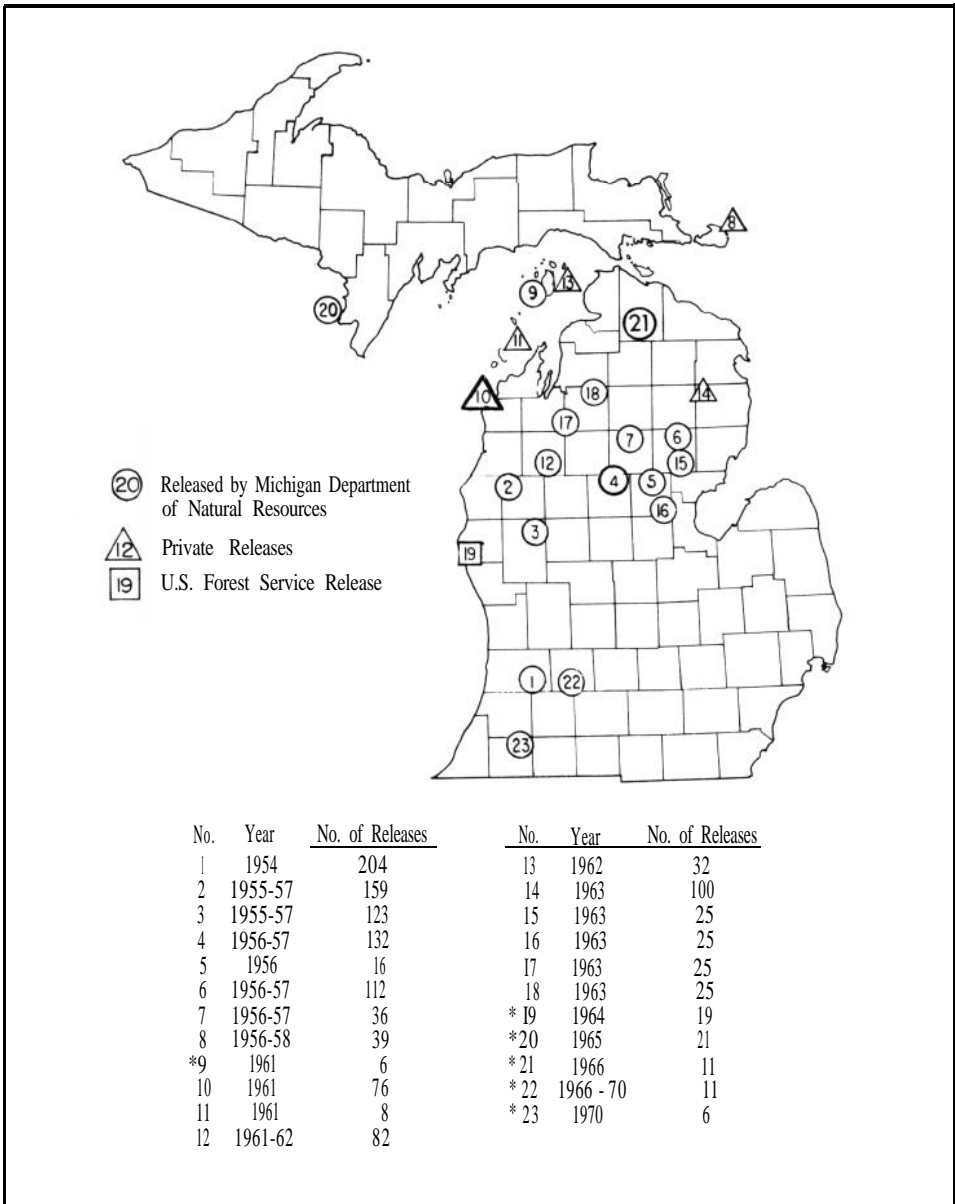 8
13
9
20
21
11
10
18
14
17
7
6
12
15
2
4
5
16
3
19
1
22
23
20 Released by Michigan Department
of Natural Resources
12 Private Releases
19 U.S. Forest Service Release
No. Year No. of Releases
1 1954 204
2 1955-57 159
3 1955-57 123
4 1956-57 132
5 1956 16
6 1956-57 112
7 1956-57 36
8 1956-58 39
*9 1961 6
10 1961 76
11 1961 8
12 1961-62 82
No. Year No. of Releases
13 1962 32
14 1963 100
15 1963 25
16 1963 25
17 1963 25
18 1963 25
* 19 1964 19
*20 1965 21
* 21 1966 11
* 22 1966 - 70 11
* 23 1970 6